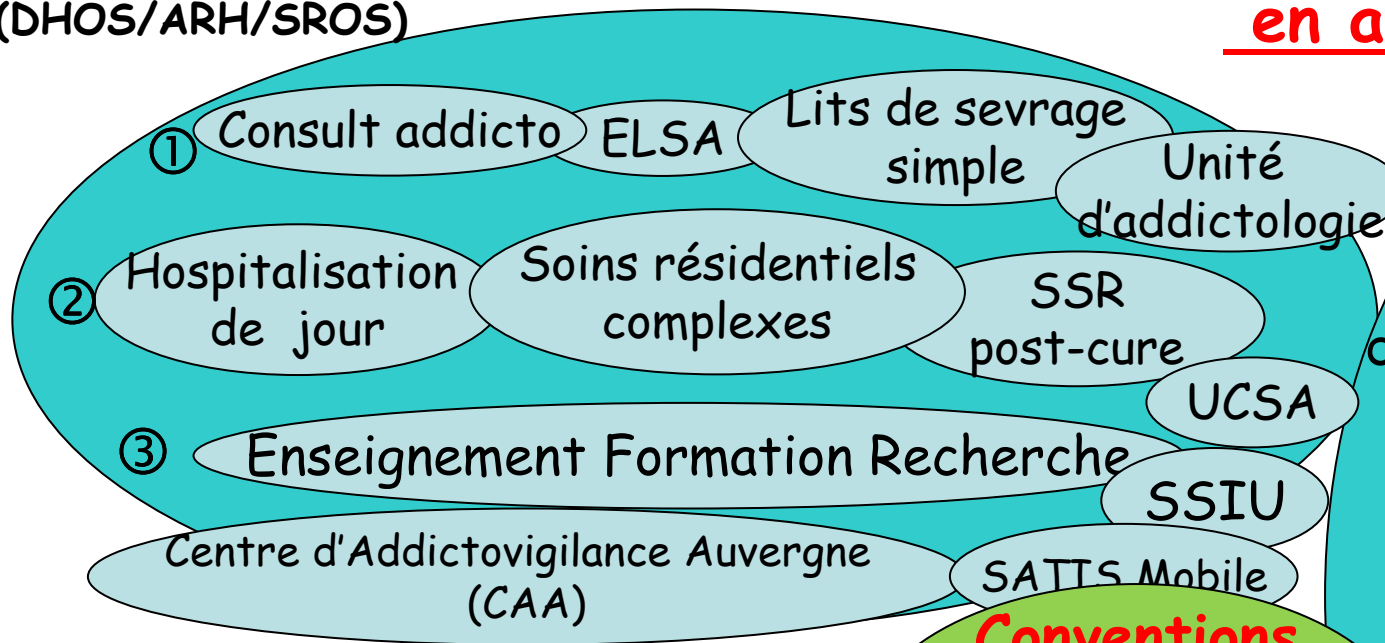 (DHOS/ARH/SROS)
en a
① Consult addicto
ELSA
Lits de sevrage
simple
Unité
d'addictologie
② Hospitalisation
de jour
Soins résidentiels
complexes
SSR
post-cure
UCSA
③ Enseignement Formation Recherche
SSIU
Centre d'Addictovigilance Auvergne
(CAA)
SATIS Mobile
Conventions